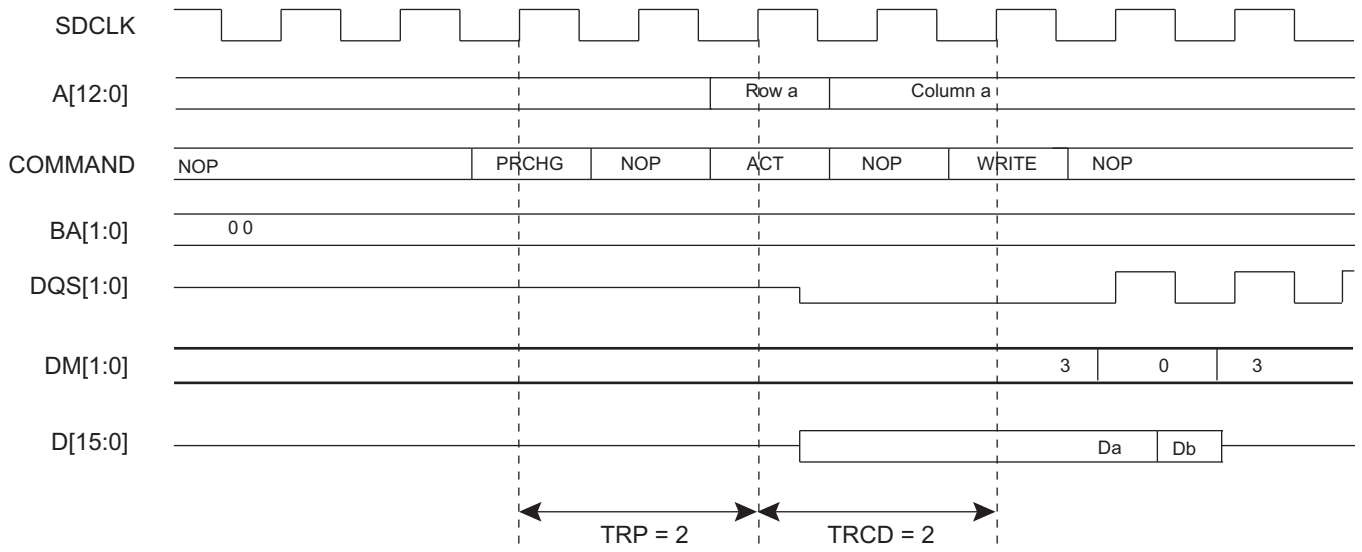 SDCLK
A[12:0] Row a Column a
COMMAND NOP PRCHG NOP ACT NOP WRITE NOP
BA[1:0] 0 0
DQS[1:0]
DM[1:0] 3 0 3
D[15:0] Da Db
TRP = 2 TRCD = 2